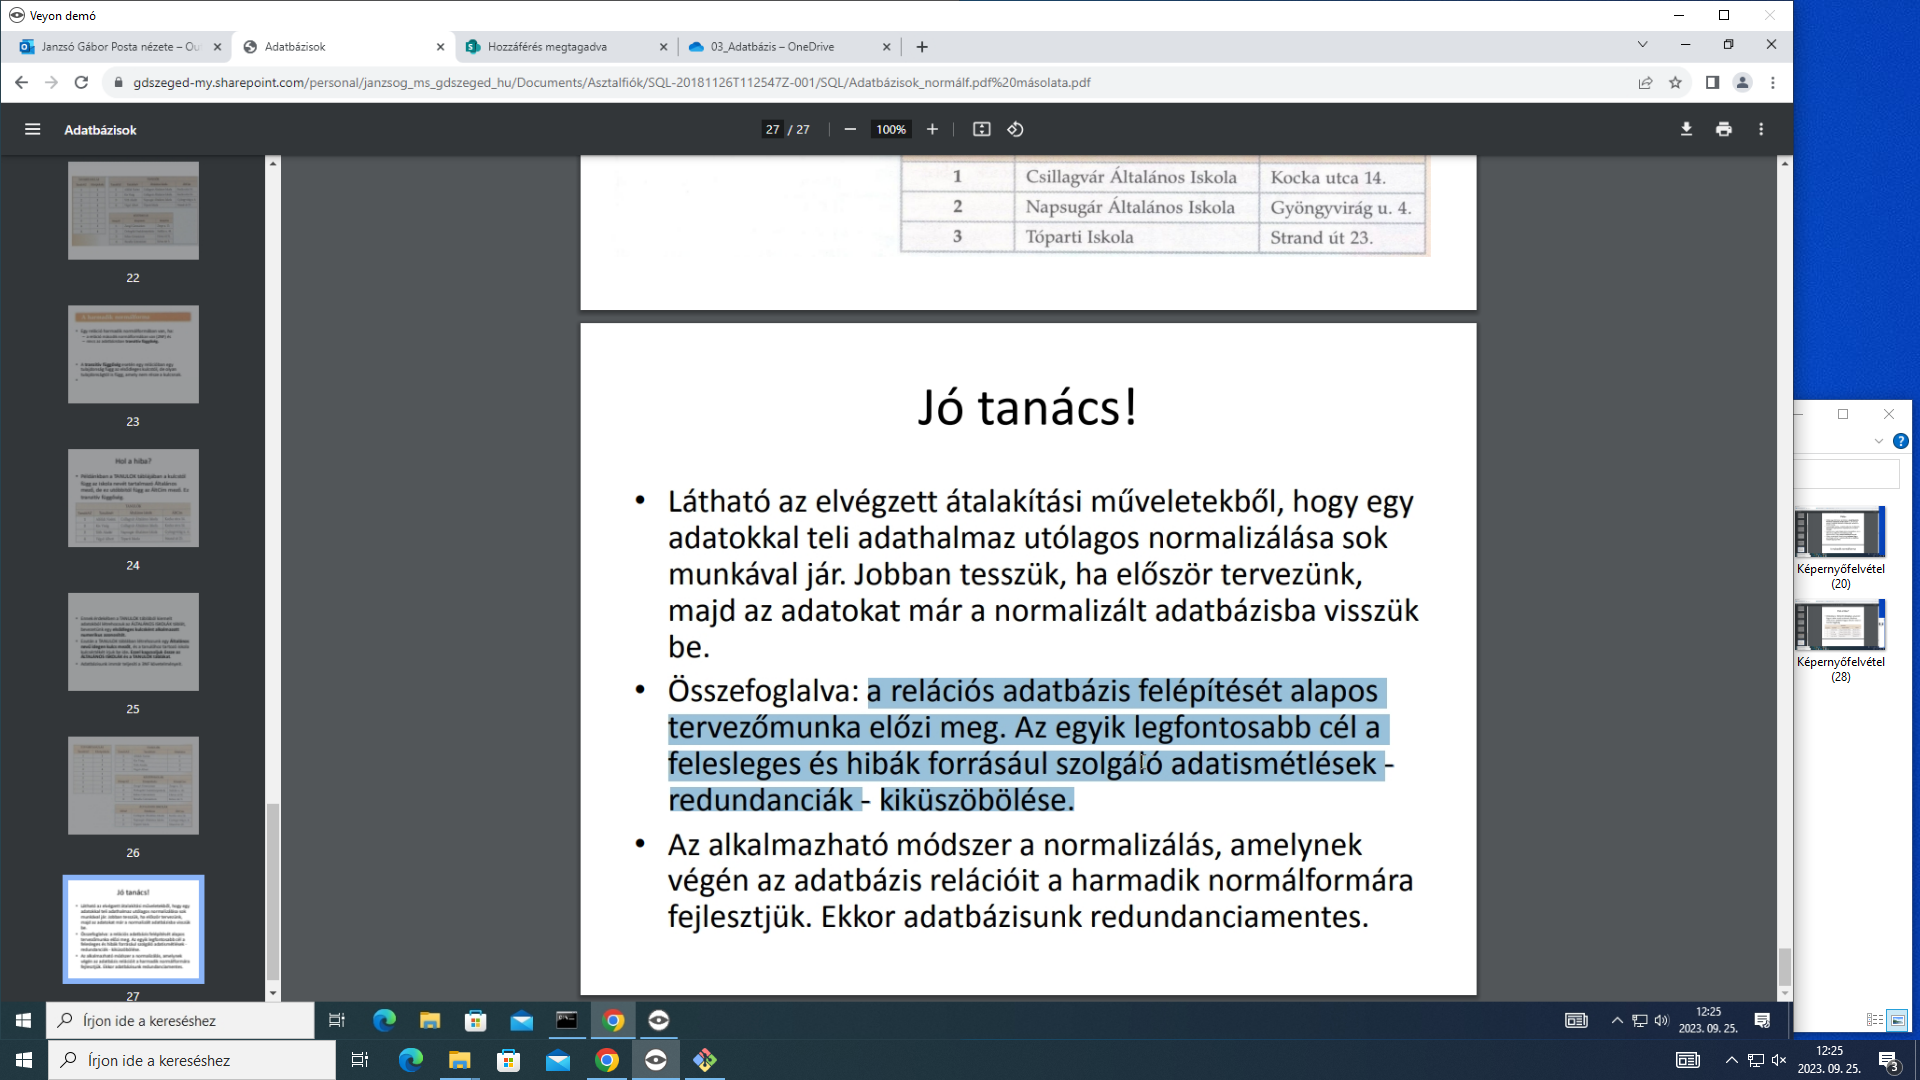 Veyon demó
Janzsó Gábor Posta nézete – Ou
Adatbázisok
Hozzáférés megtagadva
03_Adatbázis – OneDrive
gdszeged-my.sharepoint.com/personal/janzsog_ms_gdszeged_hu/Documents/Asztalfiók/SQL-20181126T112547Z-001/SQL/Adatbázisok_normálf.pdf%20másolata.pdf
Adatbázisok
27 / 27
100%
22
23
Hol a hiba?
24
25
26
Jó tanács!
27
1 Csillagvár Általános Iskola Kocka utca 14.
2 Napsugár Általános Iskola Gyöngyvirág u. 4.
3 Tóparti Iskola Strand út 23.
Jó tanács!
• Látható az elvégzett átalakítási műveletekből, hogy egy
adatokkal teli adathalmaz utólagos normalizálása sok
munkával jár. Jobban tesszük, ha először tervezünk,
majd az adatokat már a normalizált adatbázisba visszük
be.
• Összefoglalva: a relációs adatbázis felépítését alapos
tervezőmunka előzi meg. Az egyik legfontosabb cél a
felesleges és hibák forrásául szolgáló adatismétlések -
redundanciák - kiküszöbölése.
• Az alkalmazható módszer a normalizálás, amelynek
végén az adatbázis relációit a harmadik normálformára
fejlesztjük. Ekkor adatbázisunk redundanciamentes.
Képernyőfelvétel
(20)
Képernyőfelvétel
(28)
Írjon ide a kereséshez
12:25
2023. 09. 25.
Írjon ide a kereséshez
12:25
2023. 09. 25.
3